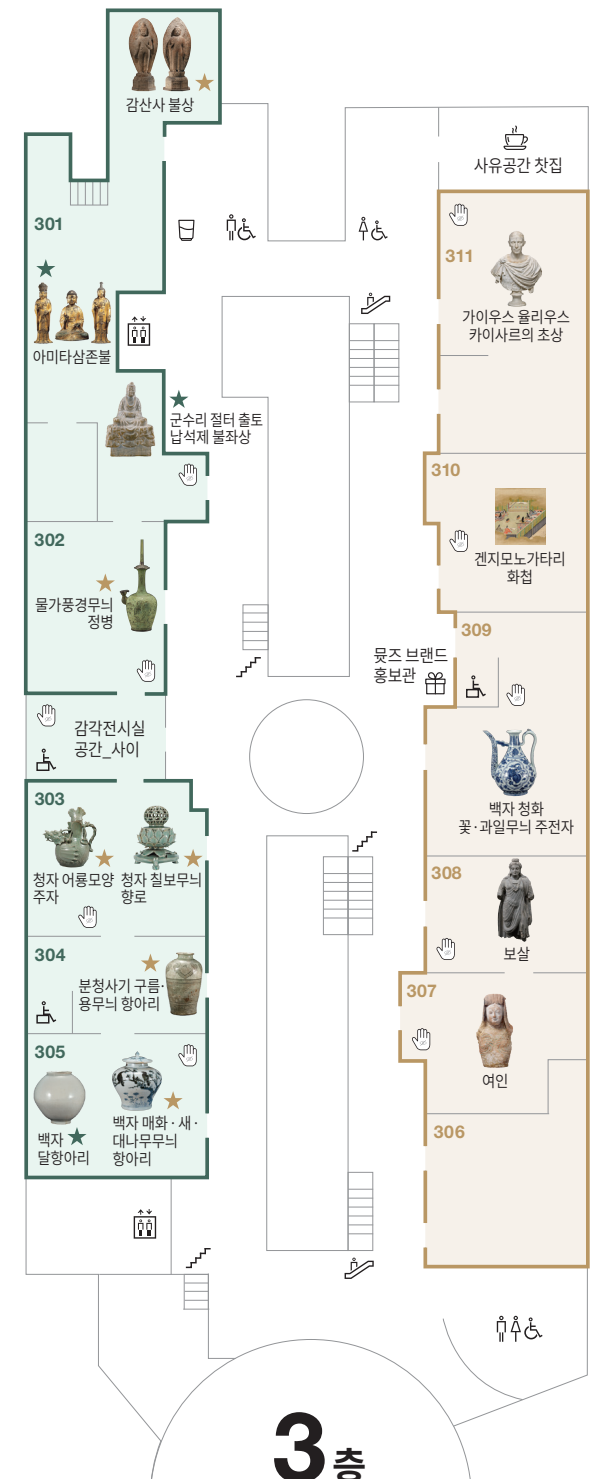 감산사 불상
사유공간 찻집
301
311
가이우스 율리우스
카이사르의 초상
아미타삼존불
군수리 절터 출토
납석제 불좌상
310
겐지모노가타리
화첩
302
물가풍경무늬
정병
309
뮷즈 브랜드
홍보관
감각전시실
공간_사이
303
청자 어룡모양
주자
청자 칠보무늬
향로
백자 청화
꽃·과일무늬 주전자
308
보살
304
분청사기 구름·
용무늬 항아리
307
여인
305
백자
달항아리
백자 매화·새·
대나무무늬
항아리
306
3층